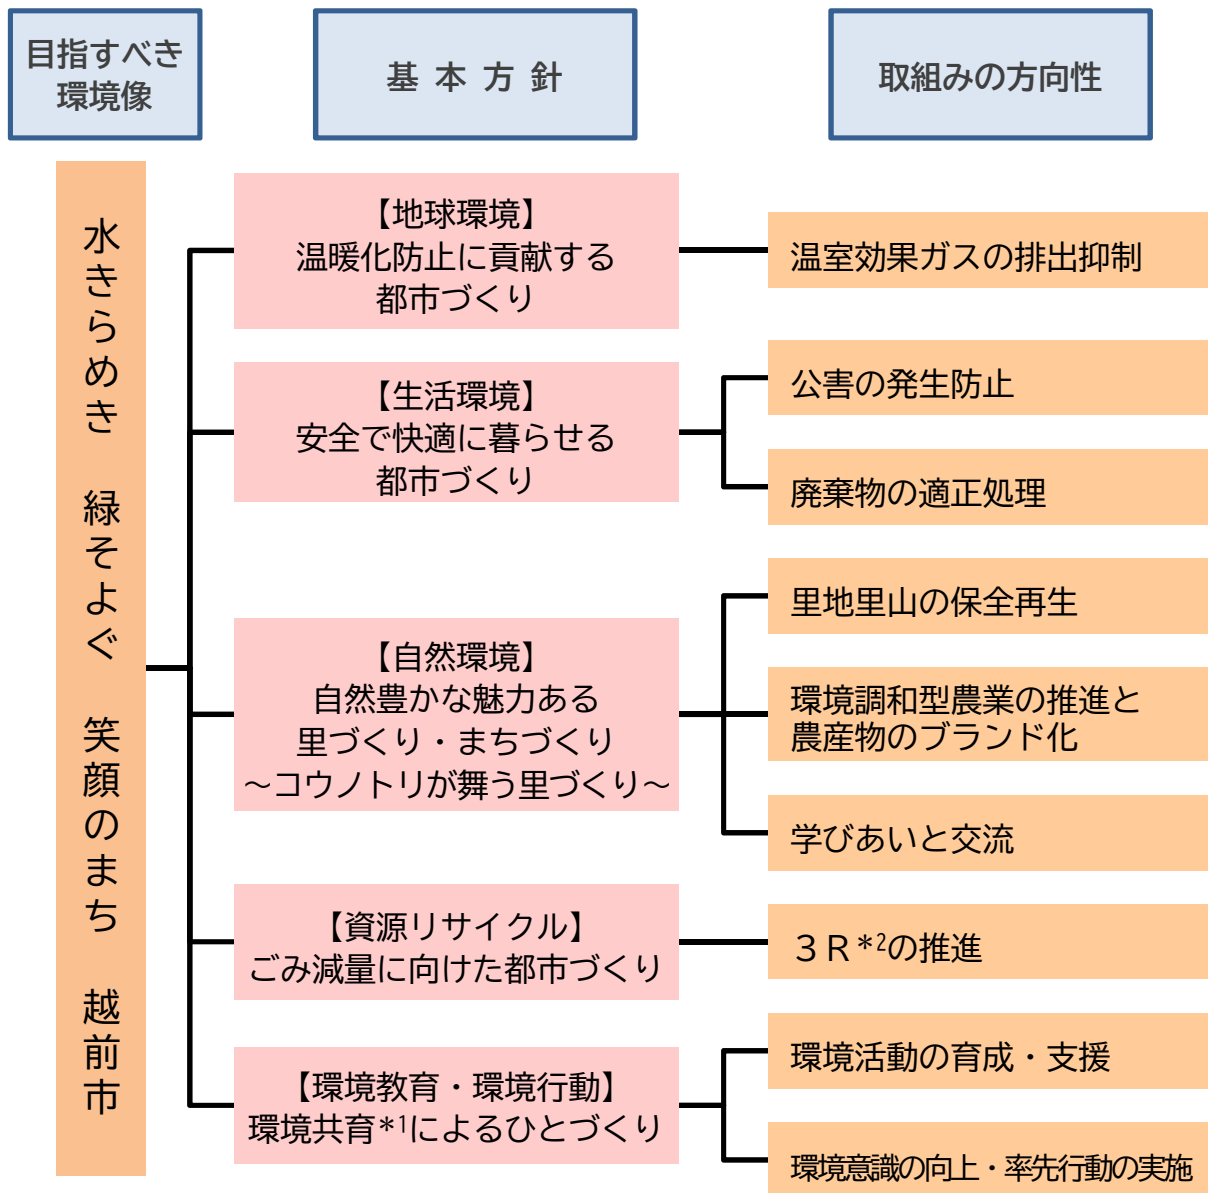 目指すべき
環境像
基本方針
取組みの方向性
水きらめき　緑そよぐ　笑顔のまち　越前市
【地球環境】
温暖化防止に貢献する
都市づくり
温室効果ガスの排出抑制
【生活環境】
安全で快適に暮らせる
都市づくり
公害の発生防止
廃棄物の適正処理
【自然環境】
自然豊かな魅力ある
里づくり・まちづくり
～コウノトリが舞う里づくり～
里地里山の保全再生
環境調和型農業の推進と
農産物のブランド化
学びあいと交流
【資源リサイクル】
ごみ減量に向けた都市づくり
３Ｒ*2の推進
【環境教育・環境行動】
環境共育*1によるひとづくり
環境活動の育成・支援
環境意識の向上・率先行動の実施